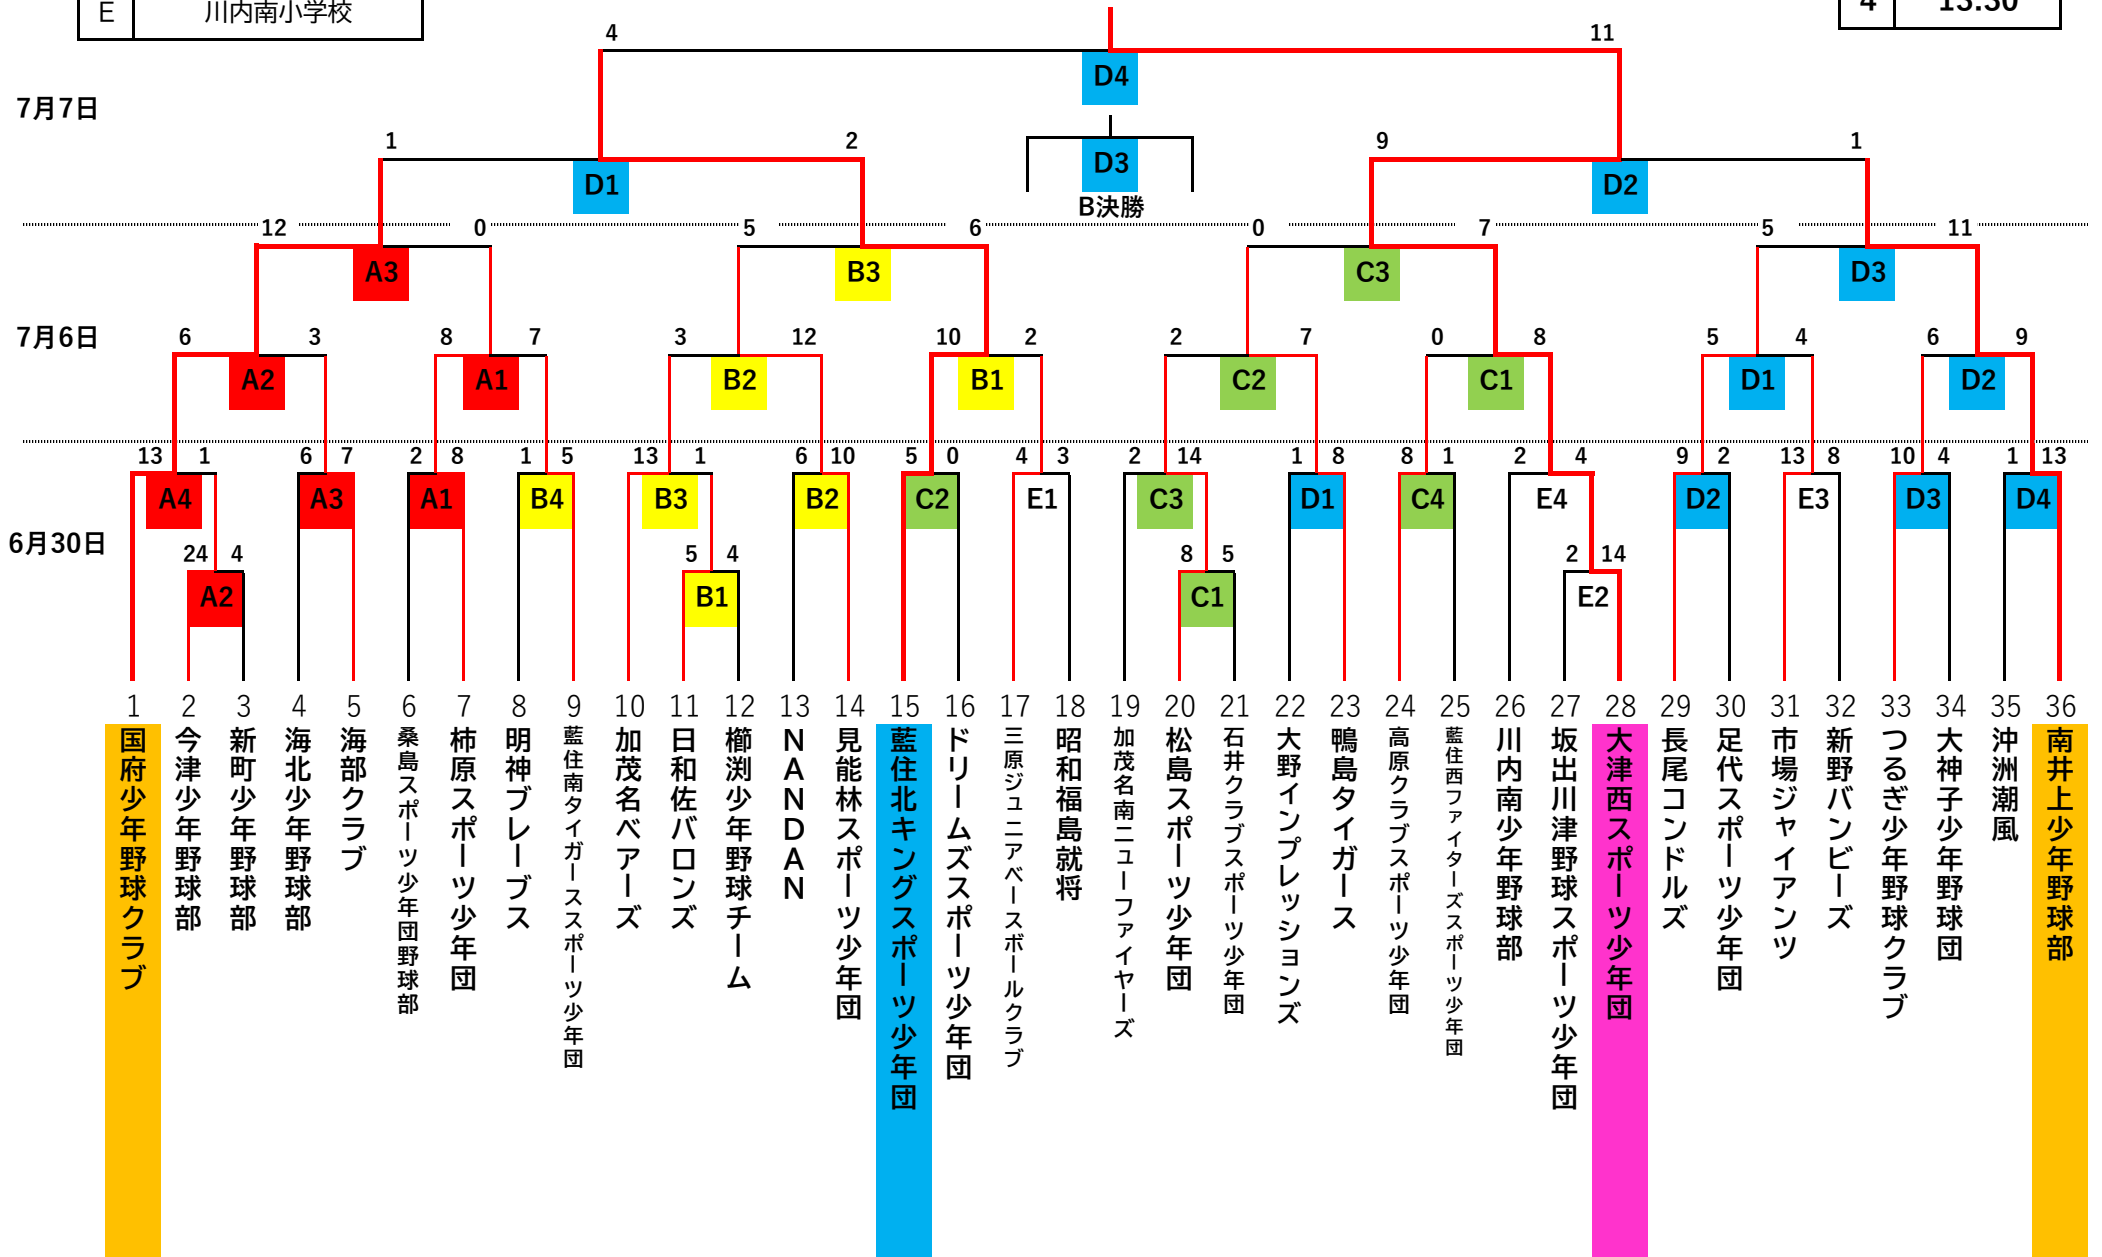 E 川内南小学校
4 13:30
4 11
D4
7月7日
1 2 9 1
D3
D1 D2
B決勝
12 0 5 6 0 7 5 11
A3 B3 C3 D3
7月6日
6 3 8 7 3 12 10 2 2 7 0 8 5 4 6 9
A2 A1 B2 B1 C2 C1 D1 D2
13 1 6 7 2 8 1 5 13 1 6 10 5 0 4 3 2 14 1 8 8 1 2 4 9 2 13 8 10 4 1 13
A4 A3 A1 B4 B3 B2 C2 E1 C3 D1 C4 E4 D2 E3 D3 D4
6月30日
24 4 5 4 8 5 2 14
A2 B1 C1 E2
1 2 3 4 5 6 7 8 9 10 11 12 13 14 15 16 17 18 19 20 21 22 23 24 25 26 27 28 29 30 31 32 33 34 35 36
国府少年野球クラブ
今津少年野球部
新町少年野球部
海北少年野球部
海部クラブ
桑島スポーツ少年団野球部
柿原スポーツ少年団
明神ブレーブス
藍住南タイガーススポーツ少年団
加茂名ベアーズ
日和佐バロンズ
櫛渕少年野球チーム
NANDAN
見能林スポーツ少年団
藍住北キングスポーツ少年団
ドリームズスポーツ少年団
三原ジュニアベースボールクラブ
昭和福島就将
加茂名南ニューファイヤーズ
松島スポーツ少年団
石井クラブスポーツ少年団
大野インプレッションズ
鴨島タイガース
高原クラブスポーツ少年団
藍住西ファイターズスポーツ少年団
川内南少年野球部
坂出川津野球スポーツ少年団
大津西スポーツ少年団
長尾コンドルズ
足代スポーツ少年団
市場ジャイアンツ
新野バンビーズ
つるぎ少年野球クラブ
大神子少年野球団
沖洲潮風
南井上少年野球部